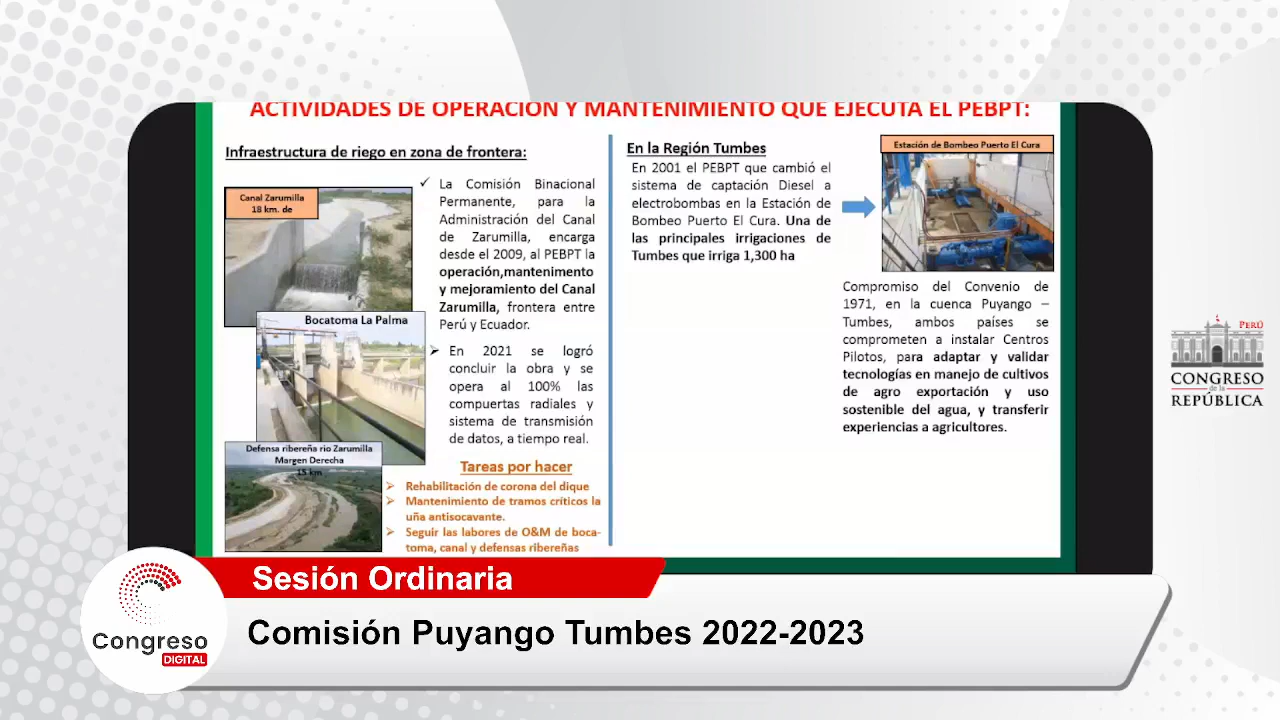 ACTIVIDADES DE OPERACIÓN Y MANTENIMIENTO QUE EJECUTA EL PEBPT:
Infraestructura de riego en zona de frontera:
Canal Zarumilla
18 km. de
✓ La Comisión Binacional
Permanente, para la
Administración del Canal
de Zarumilla, encarga
desde el 2009, al PEBPT la
operación,mantenimento
y mejoramiento del Canal
Zarumilla, frontera entre
Perú y Ecuador.
Bocatoma La Palma
➢ En 2021 se logró
concluir la obra y se
opera al 100% las
compuertas radiales y
sistema de transmisión
de datos, a tiempo real.
Defensa ribereña rio Zarumilla
Margen Derecha
15 km
Tareas por hacer
➢ Rehabilitación de corona del dique
➢ Mantenimiento de tramos críticos la
uña antisocavante.
➢ Seguir las labores de O&M de boca-
toma, canal y defensas ribereñas
En la Región Tumbes
En 2001 el PEBPT que cambió el
sistema de captación Diesel a
electrobombas en la Estación de
Bombeo Puerto El Cura. Una de
las principales irrigaciones de
Tumbes que irriga 1,300 ha
Estación de Bombeo Puerto El Cura
Compromiso del Convenio de
1971, en la cuenca Puyango –
Tumbes, ambos países se
comprometen a instalar Centros
Pilotos, para adaptar y validar
tecnologías en manejo de cultivos
de agro exportación y uso
sostenible del agua, y transferir
experiencias a agricultores.
PERÚ
CONGRESO
de la
REPÚBLICA
Sesión Ordinaria
Comisión Puyango Tumbes 2022-2023
Congreso
DIGITAL